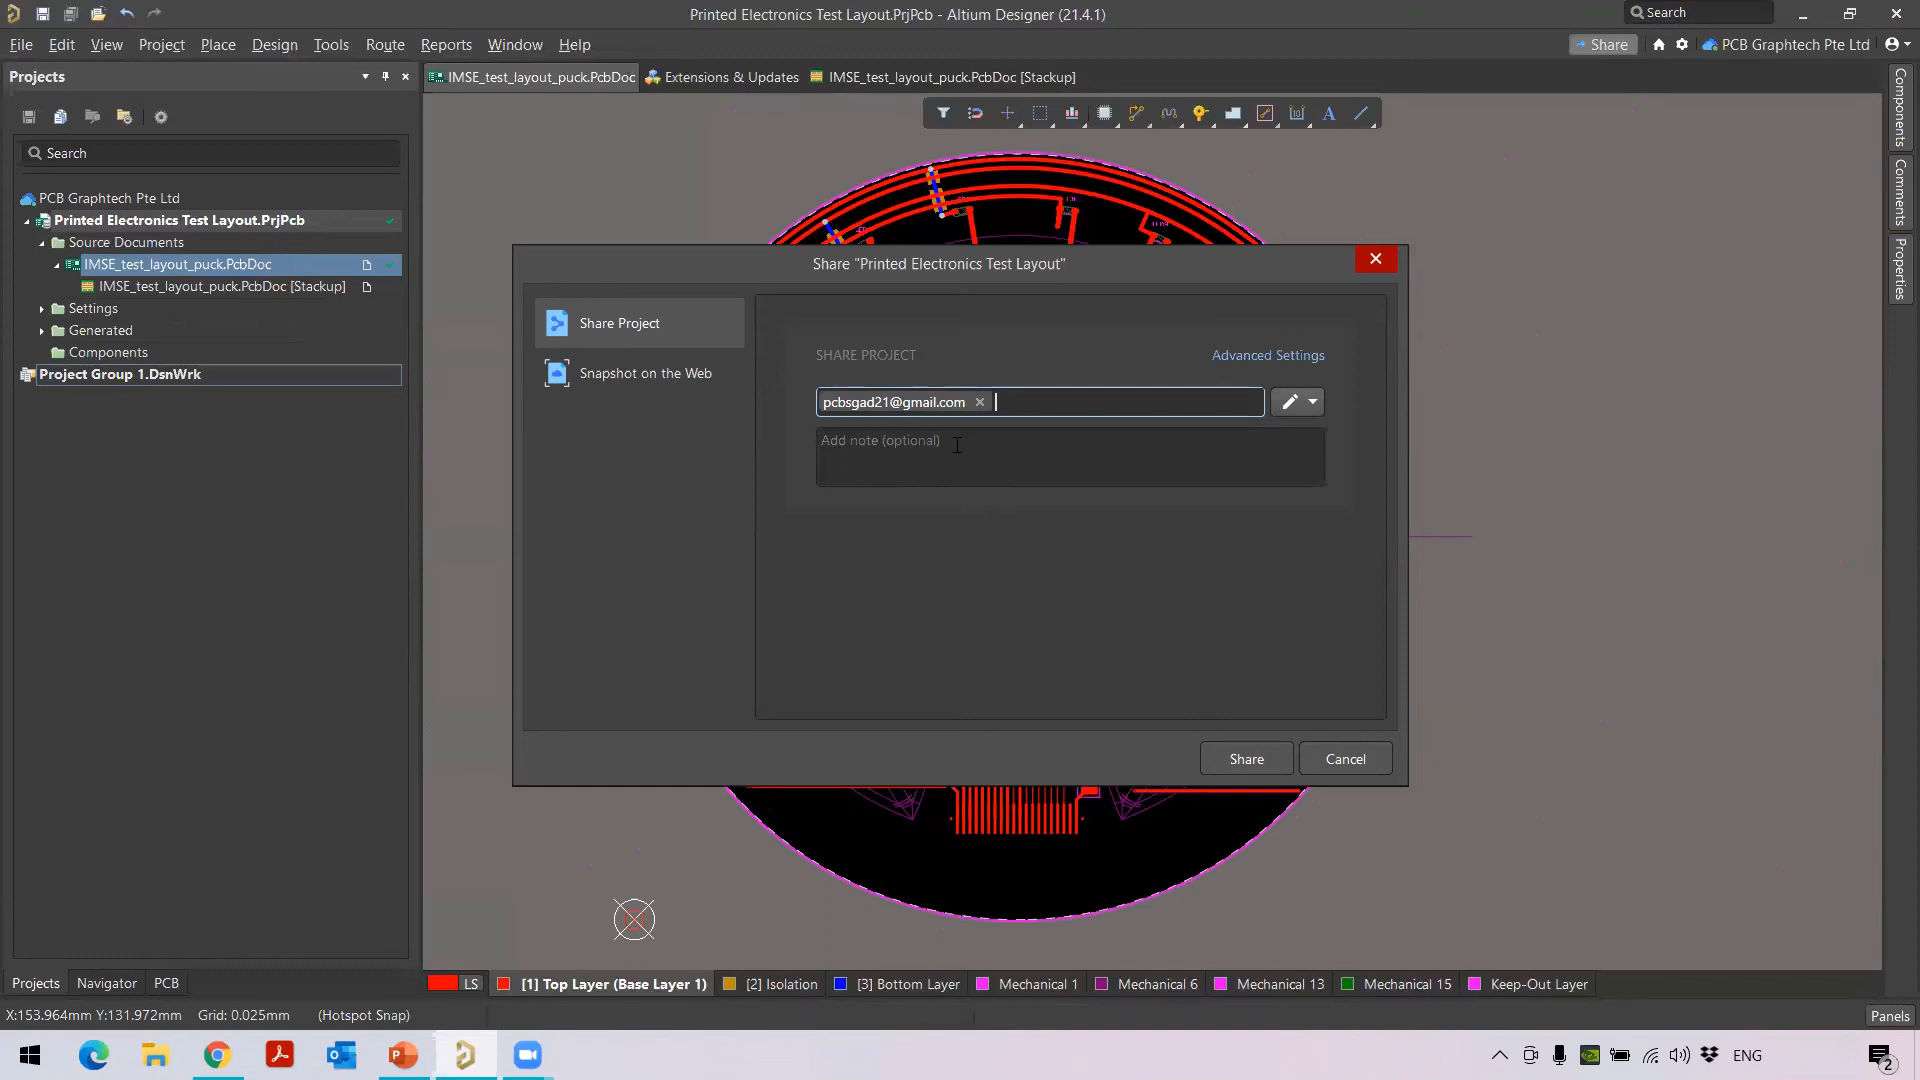 Printed Electronics Test Layout.PrjPcb - Altium Designer (21.4.1)
Search
File Edit View Project Place Design Tools Route Reports Window Help
Share
PCB Graphtech Pte Ltd
Projects
IMSE_test_layout_puck.PcbDoc
Extensions & Updates
IMSE_test_layout_puck.PcbDoc [Stackup]
Search
PCB Graphtech Pte Ltd
Printed Electronics Test Layout.PrjPcb
Source Documents
IMSE_test_layout_puck.PcbDoc
IMSE_test_layout_puck.PcbDoc [Stackup]
Settings
Generated
Components
Project Group 1.DsnWrk
Components
Comments
Properties
Share "Printed Electronics Test Layout"
Share Project
Snapshot on the Web
SHARE PROJECT
Advanced Settings
pcbsgad21@gmail.com
Add note (optional)
Share
Cancel
Projects Navigator PCB
LS
[1] Top Layer (Base Layer 1)
[2] Isolation
[3] Bottom Layer
Mechanical 1
Mechanical 6
Mechanical 13
Mechanical 15
Keep-Out Layer
X:153.964mm Y:131.972mm Grid: 0.025mm (Hotspot Snap)
Panels
ENG
2